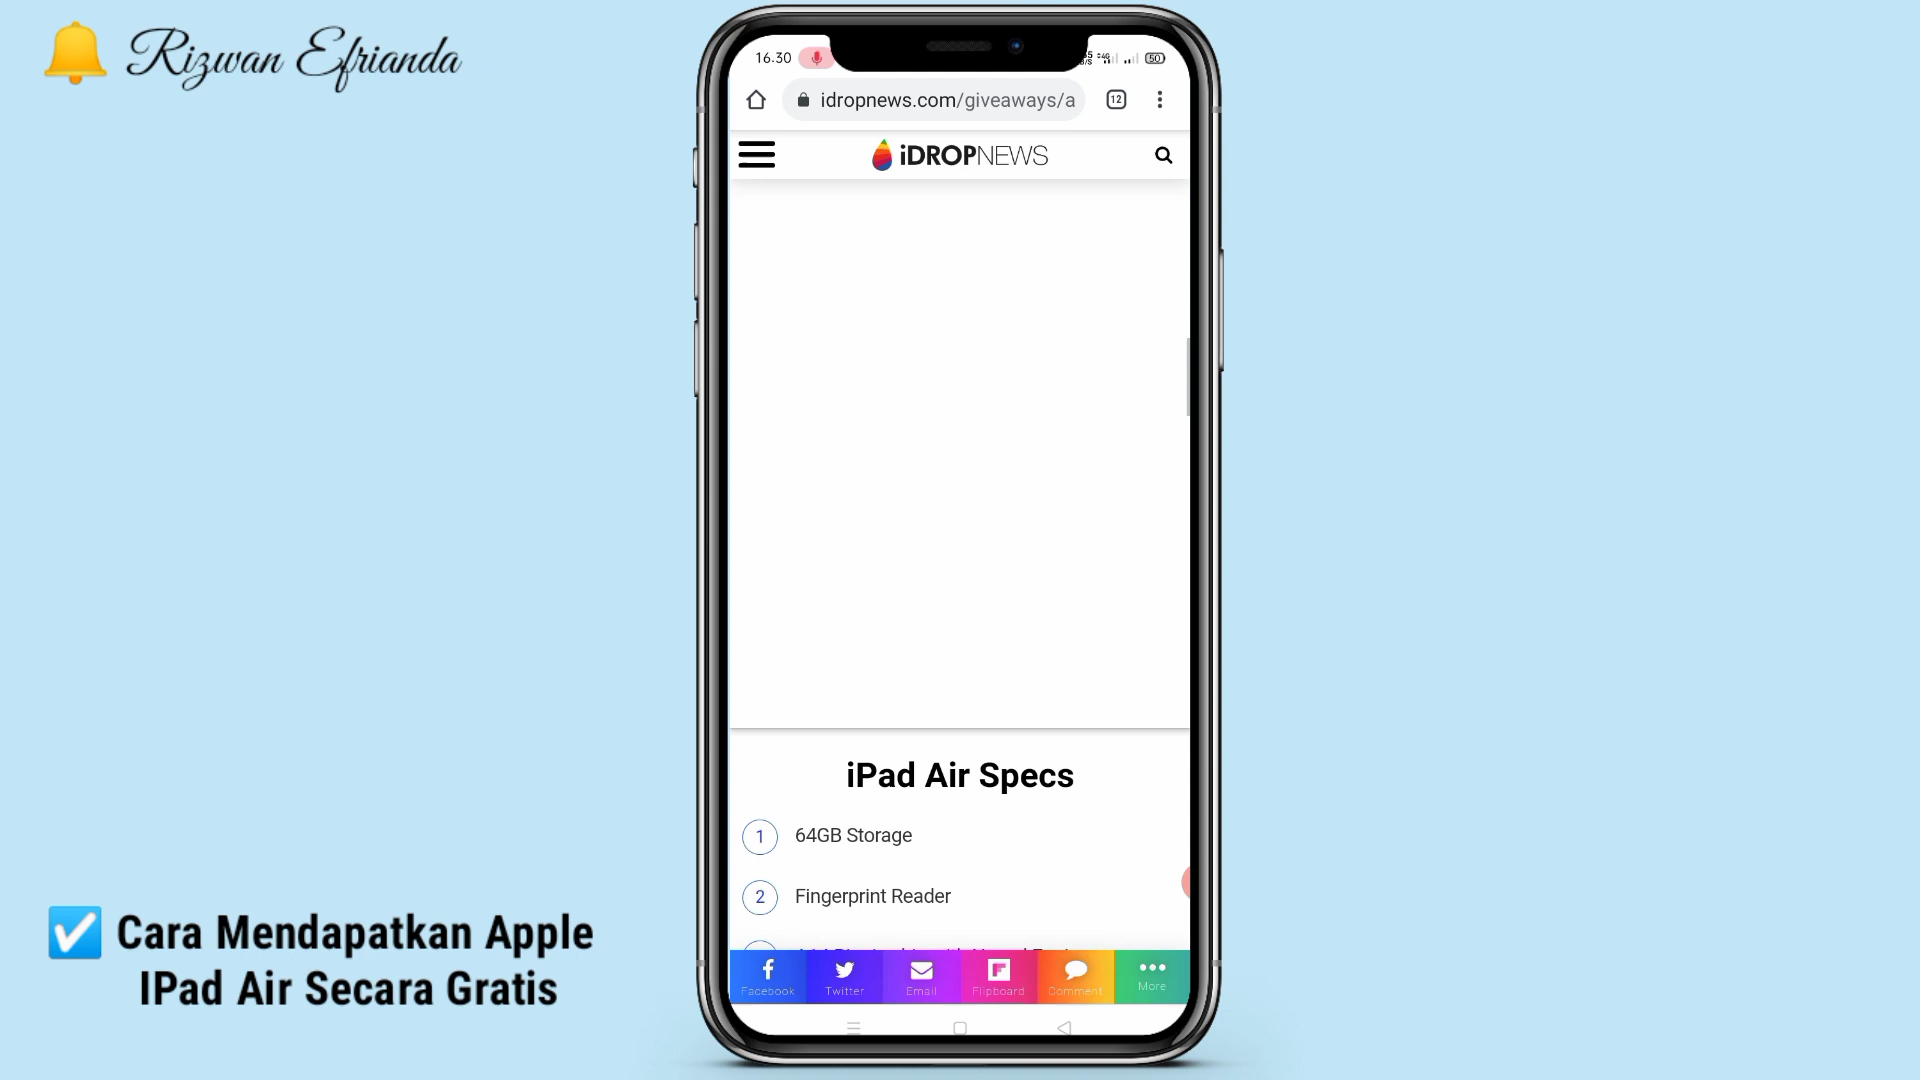 Rizwan Efrianda
16.30
50
idropnews.com/giveaways/a
12
iDROPNEWS
iPad Air Specs
1 64GB Storage
2 Fingerprint Reader
Facebook Twitter Email Flipboard Comment More
Cara Mendapatkan Apple
IPad Air Secara Gratis